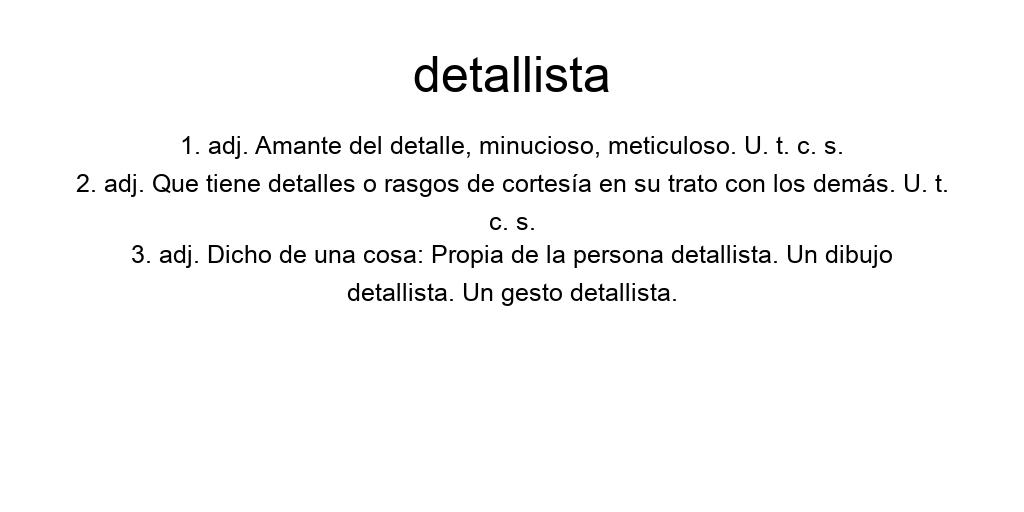 detallista
1. adj. Amante del detalle, minucioso, meticuloso. U. t. c. s.
2. adj. Que tiene detalles o rasgos de cortesía en su trato con los demás. U. t.
c. s.
3. adj. Dicho de una cosa: Propia de la persona detallista. Un dibujo
detallista. Un gesto detallista.